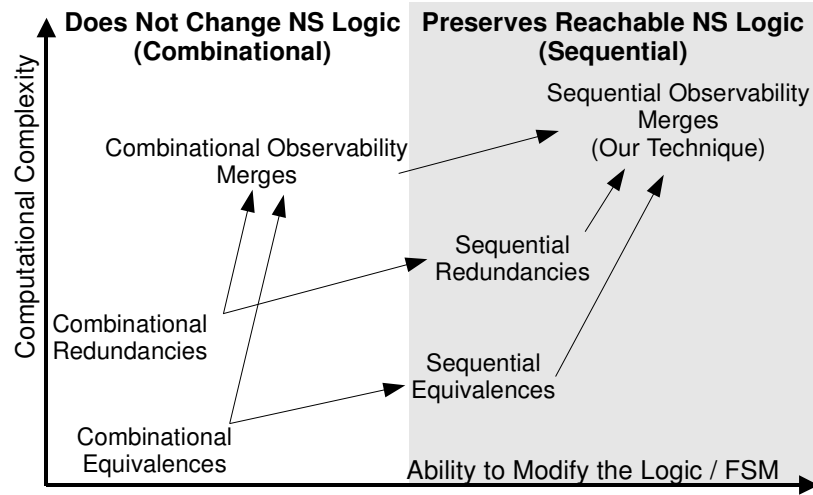 Does Not Change NS Logic
(Combinational)
Preserves Reachable NS Logic
(Sequential)
Computational Complexity
Sequential Observability
Merges
(Our Technique)
Combinational Observability
Merges
Sequential
Redundancies
Combinational
Redundancies
Sequential
Equivalences
Combinational
Equivalences
Ability to Modify the Logic / FSM